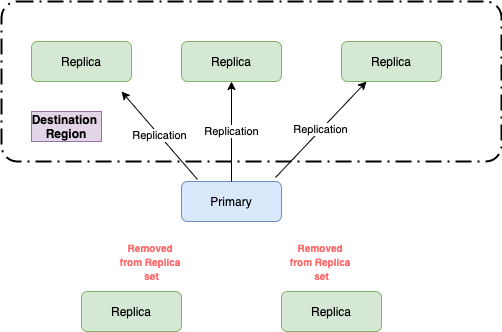 Replica
Replica
Replica
Destination
Region
Replication
Replication
Replication
Primary
Removed
from Replica
set
Removed
from Replica
set
Replica
Replica